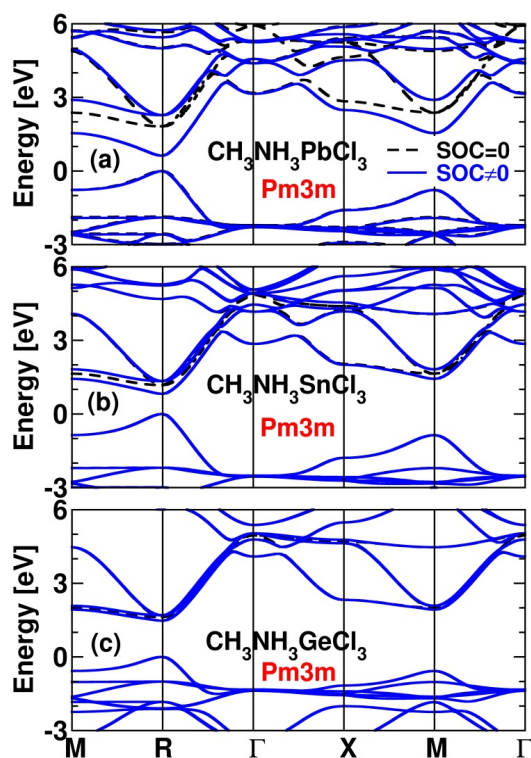 6
3
0
-3
Energy [eV]
(a)
CH₃NH₃PbCl₃
Pm3m
SOC=0
SOC≠0
6
3
0
-3
Energy [eV]
(b)
CH₃NH₃SnCl₃
Pm3m
6
3
0
-3
Energy [eV]
(c)
CH₃NH₃GeCl₃
Pm3m
M R Γ X M Γ